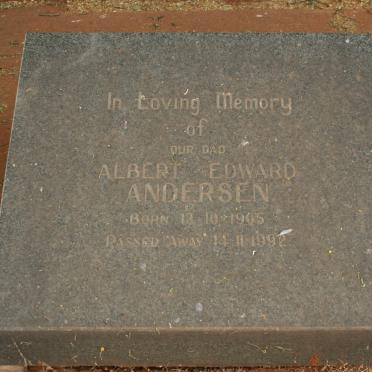 In Loving Memory
of
OUR DAD
ALBERT EDWARD
ANDERSEN
BORN 13·10·1905
PASSED AWAY 14·11·1992